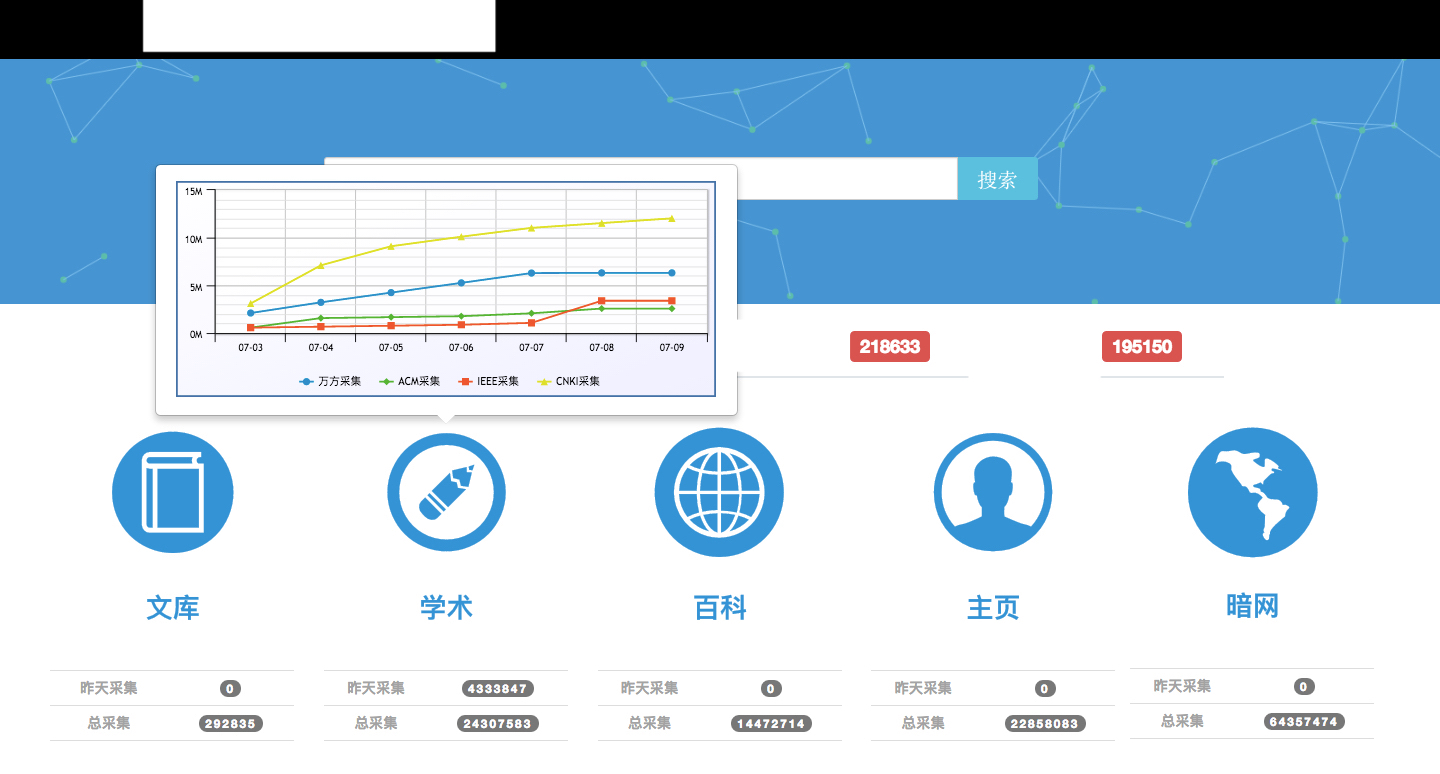 搜索
15M
10M
5M
0M
07-03 07-04 07-05 07-06 07-07 07-08 07-09
万方采集 ACM采集 IEEE采集 CNKI采集
218633 195150
文库 学术 百科 主页 暗网
昨天采集 0 昨天采集 4333847 昨天采集 0 昨天采集 0 昨天采集 0
总采集 292835 总采集 24307583 总采集 14472714 总采集 22858083 总采集 64357474